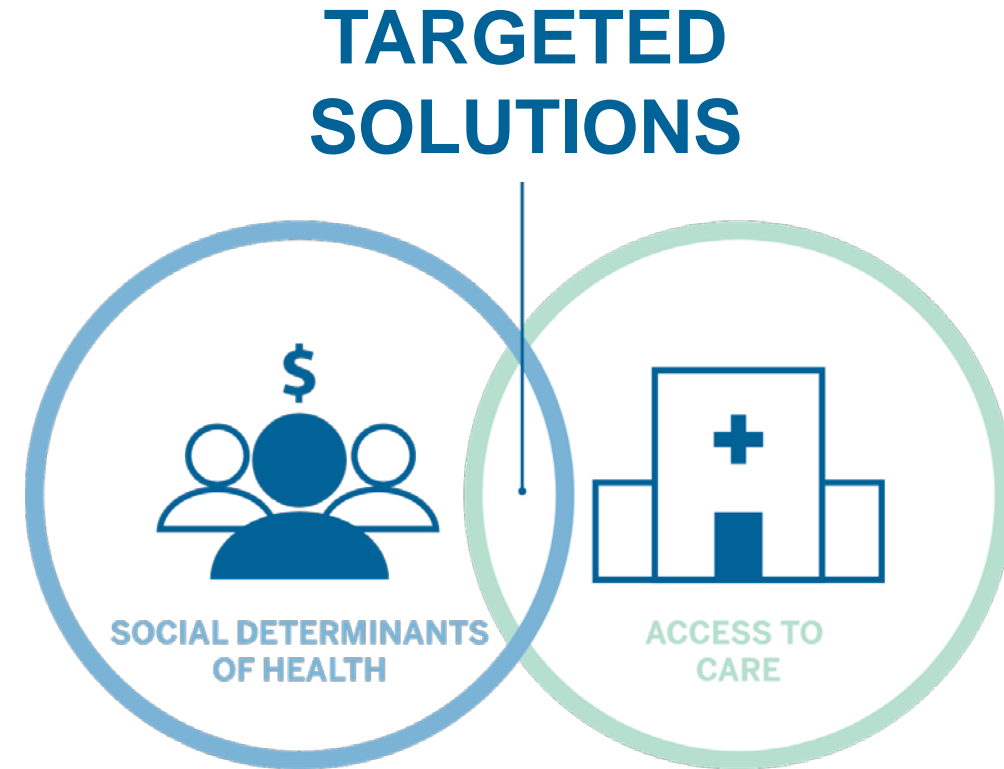 TARGETED
SOLUTIONS
$
SOCIAL DETERMINANTS
OF HEALTH
ACCESS TO
CARE